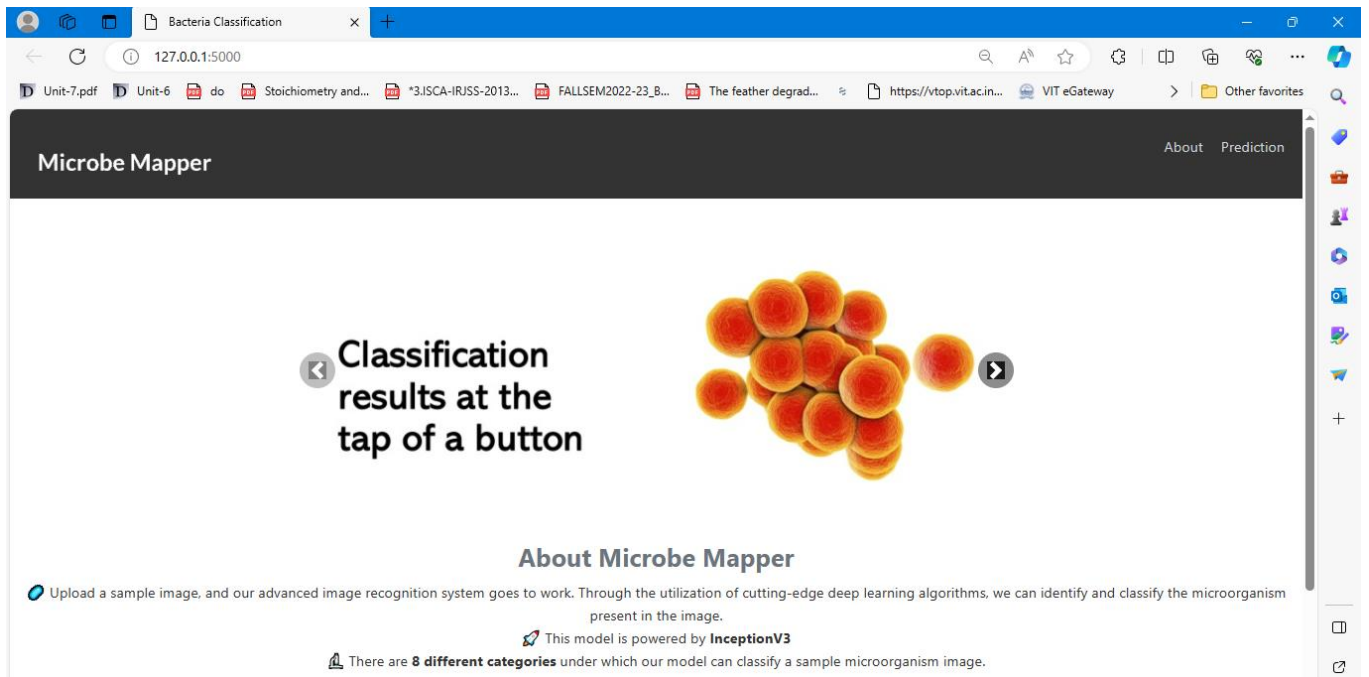 Bacteria Classification
127.0.0.1:5000
Unit-7.pdf Unit-6 do Stoichiometry and... *3.ISCA-IRJSS-2013... FALLSEM2022-23_B... The feather degrad... https://vtop.vit.ac.in... VIT eGateway Other favorites
Microbe Mapper
About Prediction
Classification
results at the
tap of a button
About Microbe Mapper
Upload a sample image, and our advanced image recognition system goes to work. Through the utilization of cutting-edge deep learning algorithms, we can identify and classify the microorganism
present in the image.
This model is powered by InceptionV3
There are 8 different categories under which our model can classify a sample microorganism image.